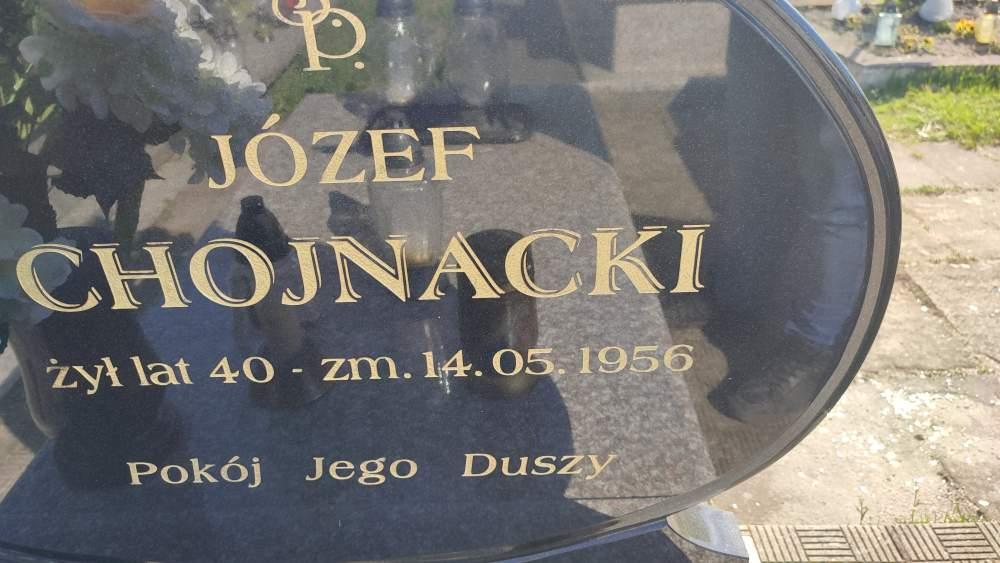 Ś.P.
JÓZEF
CHOJNACKI
żył lat 40 - zm. 14.05.1956
Pokój Jego Duszy